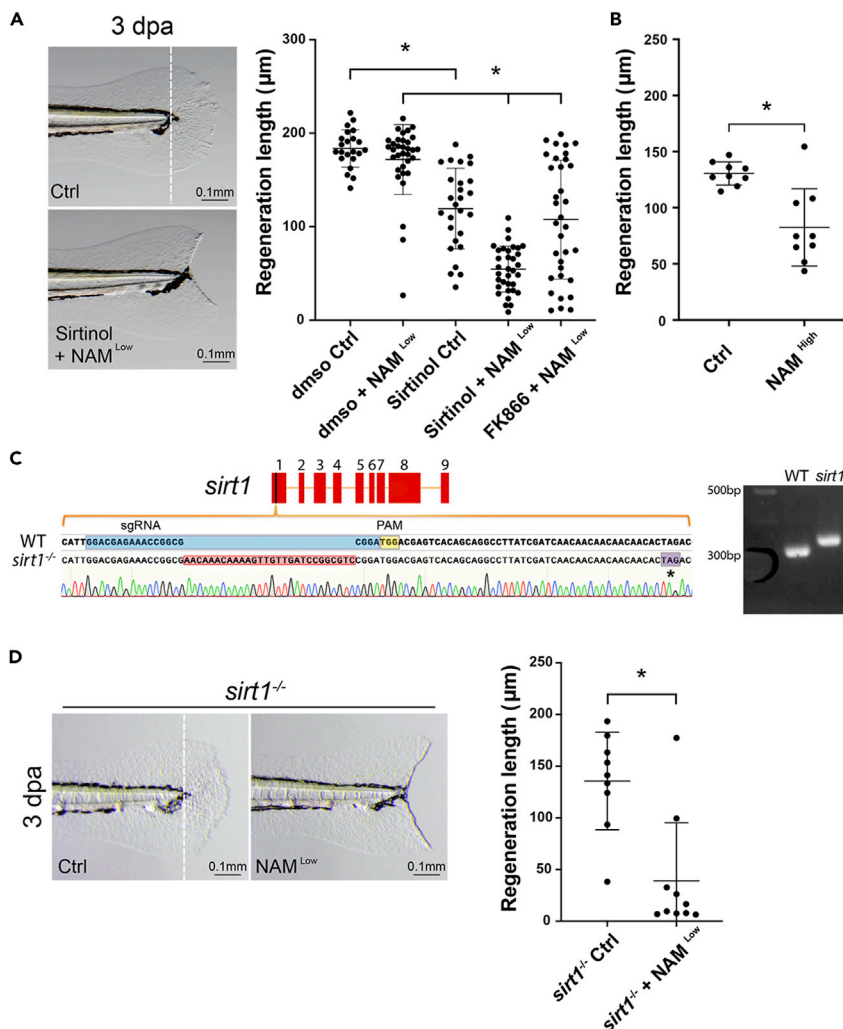 A
3 dpa
Ctrl
0.1mm
Sirtinol
+ NAM Low
0.1mm
Regeneration length (µm)
300
200
100
0
*
*
dmso Ctrl
dmso + NAM Low
Sirtinol Ctrl
Sirtinol + NAM Low
FK866 + NAM Low
B
Regeneration length (µm)
250
200
150
100
50
0
*
Ctrl
NAM High
C
sirt1
1 2 3 4 5 6 7 8 9
sgRNA PAM
WT CATTGGACGAGAAACCGGCG CGGATGGACGAGTCACAGCAGGCCTTATCGATCAACAACAACAACAACACTAGAC
sirt1-/- CATTGGACGAGAAACCGGCGAACAAACAAAAGTTGTTGATCCGGCGTCCGGATGGACGAGTCACAGCAGGCCTTATCGATCAACAACAACAACAACACTAGAC
*
WT sirt1
500bp
300bp
D
sirt1-/-
3 dpa
Ctrl
0.1mm
NAM Low
0.1mm
Regeneration length (µm)
250
200
150
100
50
0
*
sirt1-/- Ctrl
sirt1-/- + NAM Low